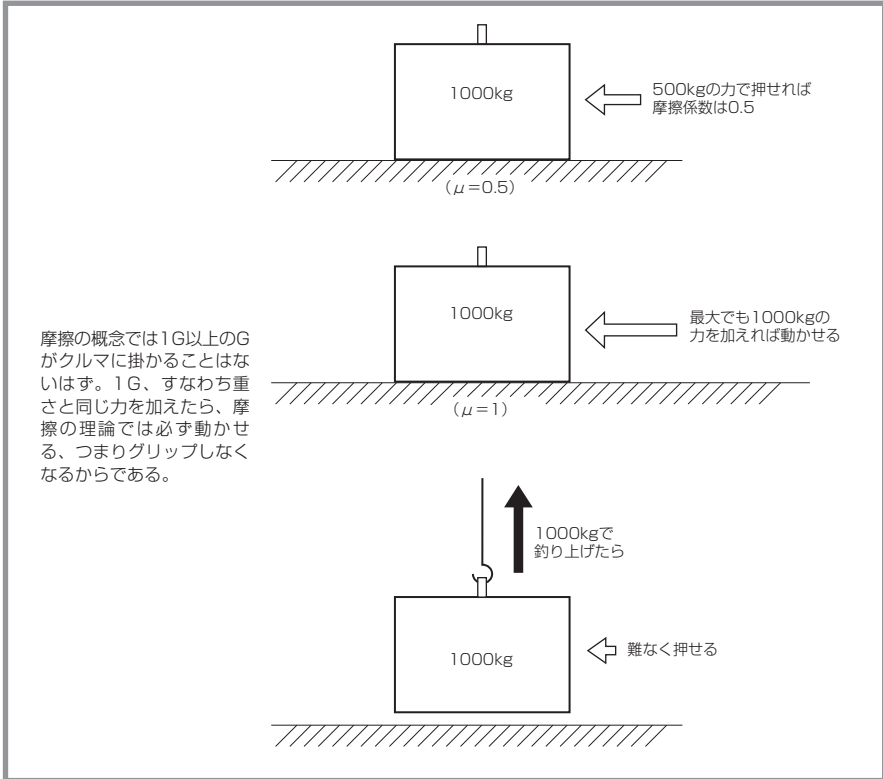 1000kg
500kgの力で押せれば
摩擦係数は0.5
(μ=0.5)
1000kg
最大でも1000kgの
力を加えれば動かせる
(μ=1)
摩擦の概念では1G以上のG
がクルマに掛かることはな
いはず。1G、すなわち重
さと同じ力を加えたら、摩
擦の理論では必ず動かせ
る、つまりグリップしなく
なるからである。
1000kgで
釣り上げたら
1000kg
難なく押せる